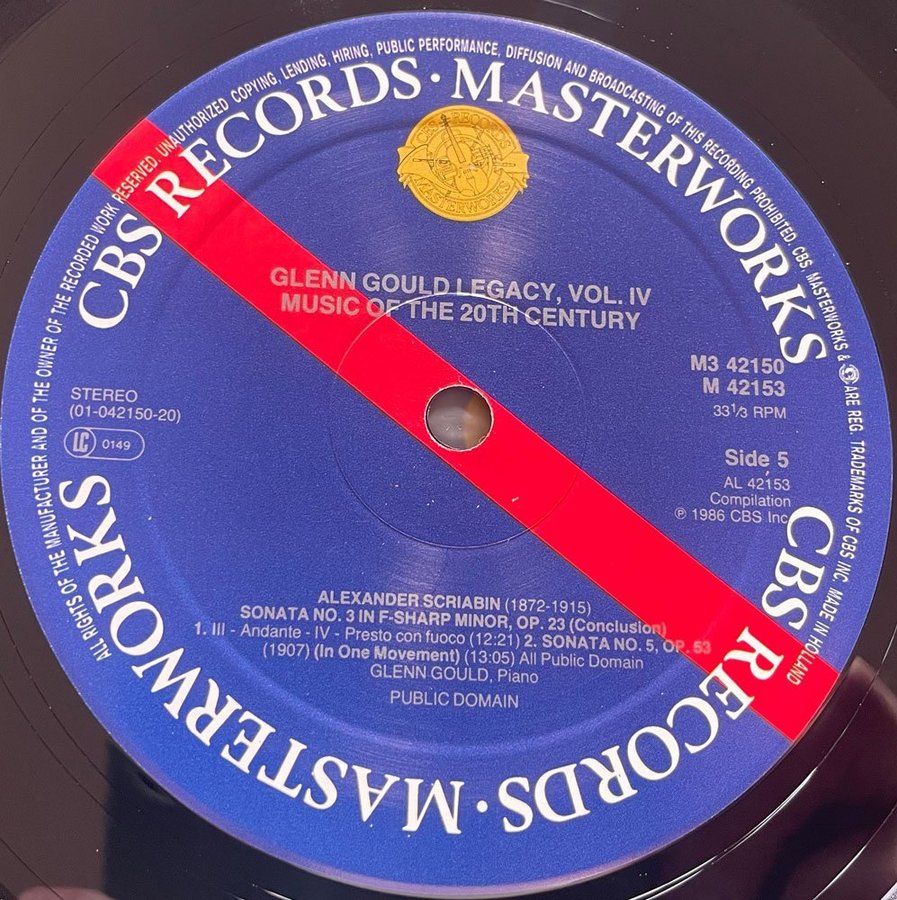 ALL RIGHTS OF THE MANUFACTURER AND OF THE OWNER OF THE RECORDED WORK RESERVED. UNAUTHORIZED COPYING, LENDING, HIRING, PUBLIC PERFORMANCE, DIFFUSION AND BROADCASTING OF THIS RECORDING PROHIBITED. CBS, MASTERWORKS & ARE REG. TRADEMARKS OF CBS INC. MADE IN HOLLAND
CBS RECORDS · MASTERWORKS
CBS RECORDS
MASTERWORKS
GLENN GOULD LEGACY, VOL. IV
MUSIC OF THE 20TH CENTURY
M3 42150
M 42153
33⅓ RPM
STEREO
(01-042150-20)
LC 0149
Side 5
AL 42153
Compilation
℗ 1986 CBS Inc
ALEXANDER SCRIABIN (1872-1915)
SONATA NO. 3 IN F-SHARP MINOR, OP. 23 (Conclusion)
1. III - Andante - IV - Presto con fuoco (12:21) 2. SONATA NO. 5, OP. 53
(1907) (In One Movement) (13:05) All Public Domain
GLENN GOULD, Piano
PUBLIC DOMAIN
CBS RECORDS · MASTERWORKS